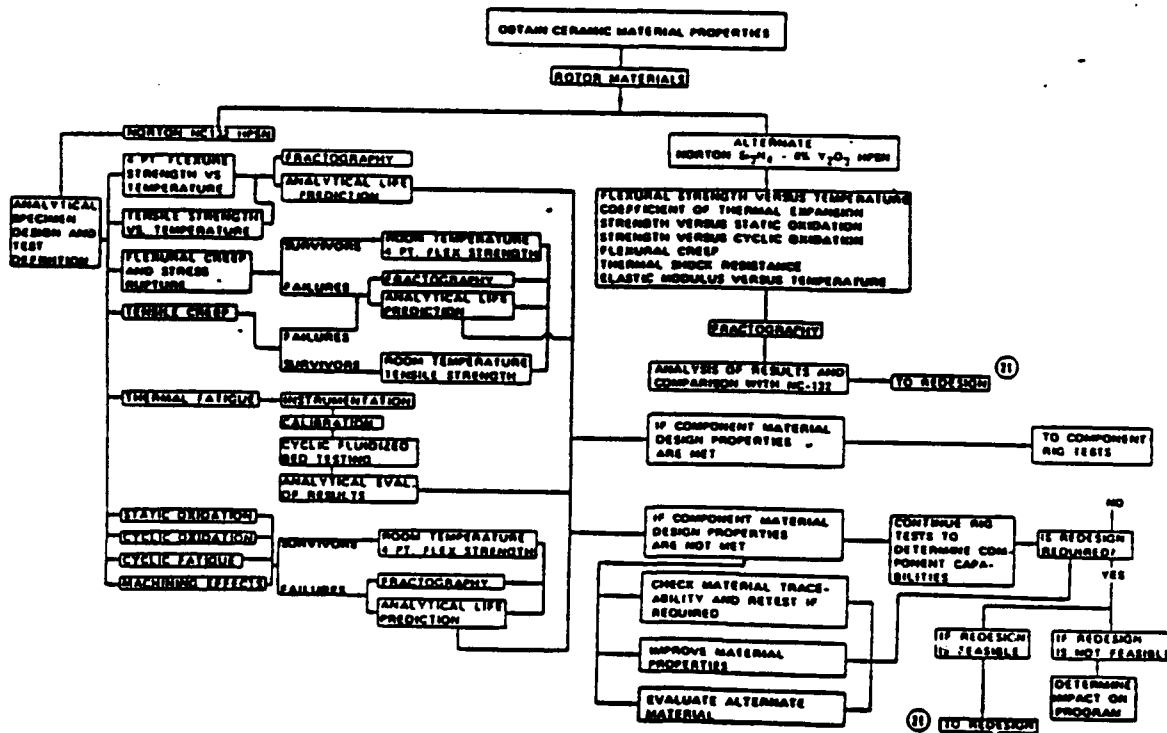 OBTAIN CERAMIC MATERIAL PROPERTIES
ROTOR MATERIALS
NORTON NC132 HPSN
4 PT. FLEXURE
STRENGTH VS
TEMPERATURE
FRACTOGRAPHY
ANALYTICAL LIFE
PREDICTION
ANALYTICAL
SPECIMEN
DESIGN AND
TEST
DEFINITION
TENSILE STRENGTH
VS. TEMPERATURE
FLEXURAL CREEP
AND STRESS
RUPTURE
SURVIVORS
ROOM TEMPERATURE
4 PT. FLEX STRENGTH
FAILURES
FRACTOGRAPHY
ANALYTICAL LIFE
PREDICTION
TENSILE CREEP
FAILURES
SURVIVORS
ROOM TEMPERATURE
TENSILE STRENGTH
THERMAL FATIGUE
INSTRUMENTATION
CALIBRATION
CYCLIC FLUIDIZED
BED TESTING
ANALYTICAL EVAL.
OF RESULTS
STATIC OXIDATION
CYCLIC OXIDATION
CYCLIC FATIQUE
MACHINING EFFECTS
SURVIVORS
ROOM TEMPERATURE
4 PT. FLEX STRENGTH
FAILURES
FRACTOGRAPHY
ANALYTICAL LIFE
PREDICTION
ALTERNATE
NORTON - 8% HPSN
FLEXURAL STRENGTH VERSUS TEMPERATURE
COEFFICIENT OF THERMAL EXPANSION
STRENGTH VERSUS STATIC OXIDATION
STRENGTH VERSUS CYCLIC OXIDATION
FLEXURAL CREEP
THERMAL SHOCK RESISTANCE
ELASTIC MODULUS VERSUS TEMPERATURE
FRACTOGRAPHY
ANALYSIS OF RESULTS AND
COMPARISON WITH NC-132
TO REDESIGN
IF COMPONENT MATERIAL
DESIGN PROPERTIES
ARE MET
TO COMPONENT
RIG TESTS
IF COMPONENT MATERIAL
DESIGN PROPERTIES
ARE NOT MET
CONTINUE RIG
TESTS TO
DETERMINE COM-
PONENT CAPA-
BILITIES
NO
IS REDESIGN
REQUIRED?
YES
CHECK MATERIAL TRACE-
ABILITY AND RETEST IF
REQUIRED
IMPROVE MATERIAL
PROPERTIES
EVALUATE ALTERNATE
MATERIAL
IF REDESIGN
IS FEASIBLE
IF REDESIGN
IS NOT FEASIBLE
DETERMINE
IMPACT ON
PROGRAM
TO REDESIGN